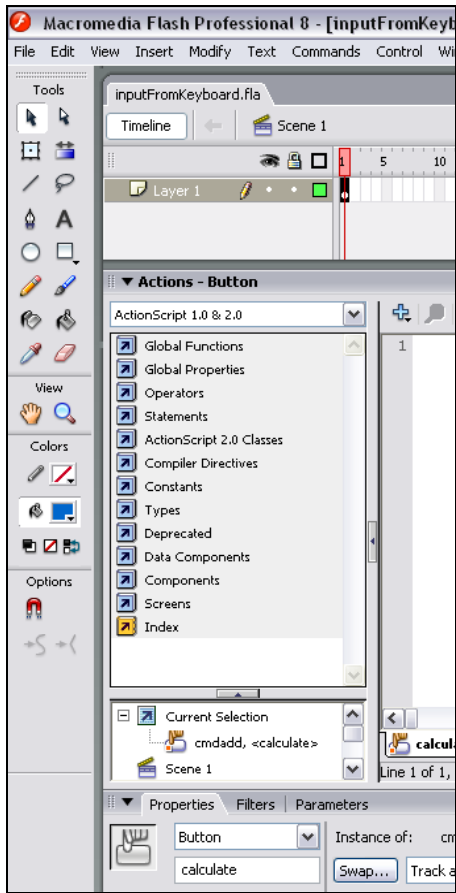 Macromedia Flash Professional 8 - [inputFromKeyb
File Edit View Insert Modify Text Commands Control Wi
Tools
inputFromKeyboard.fla
Timeline Scene 1
1 5 10
Layer 1
Actions - Button
ActionScript 1.0 & 2.0
1
Global Functions
Global Properties
Operators
Statements
ActionScript 2.0 Classes
Compiler Directives
Constants
Types
Deprecated
Data Components
Components
Screens
Index
View
Colors
Options
Current Selection
cmdadd, <calculate>
Scene 1
calcul
Line 1 of 1,
Properties Filters Parameters
Button Instance of: cm
calculate Swap... Track a